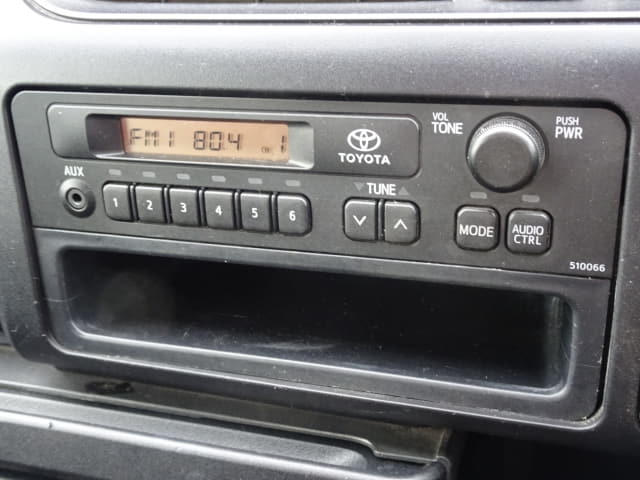 FM1 80.4 CH 1
TOYOTA
VOL
TONE
PUSH
PWR
AUX
1 2 3 4 5 6
TUNE
MODE
AUDIO
CTRL
510066